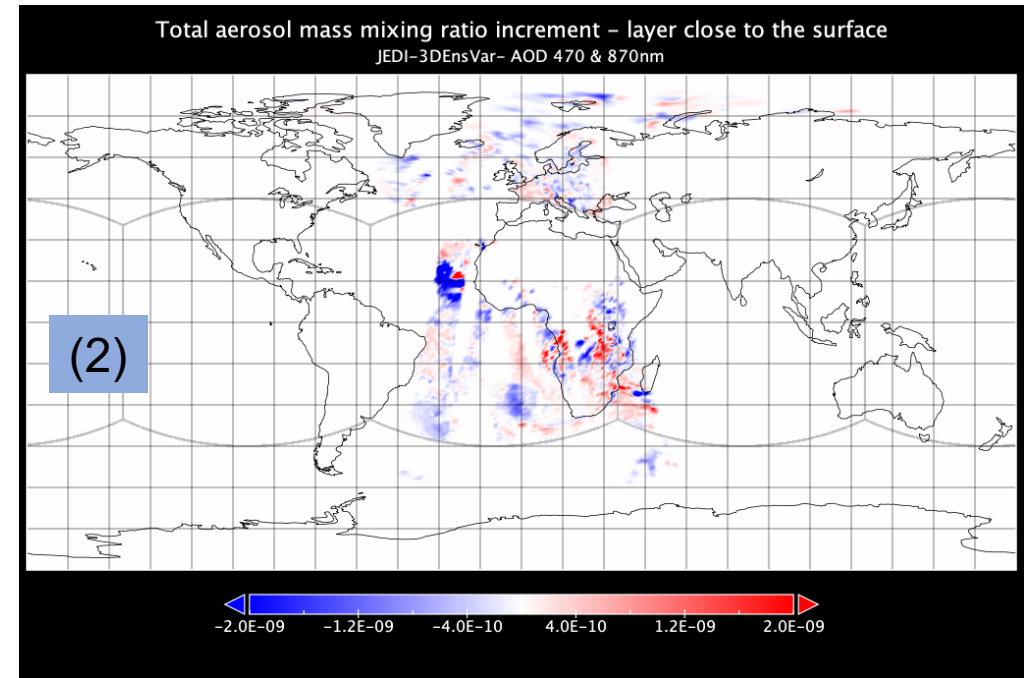 Total aerosol mass mixing ratio increment – layer close to the surface
JEDI–3DEnsVar– AOD 470 & 870nm
(2)
-2.0E-09 -1.2E-09 -4.0E-10 4.0E-10 1.2E-09 2.0E-09